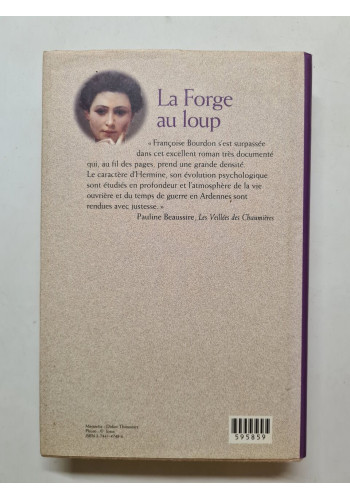 La Forge
au loup
« Françoise Bourdon s'est surpassée
dans cet excellent roman très documenté
qui, au fil des pages, prend une grande densité.
Le caractère d'Hermine, son évolution psychologique
sont étudiés en profondeur et l'atmosphère de la vie
ouvrière et du temps de guerre en Ardennes sont
rendues avec justesse. »
Pauline Beaussire, Les Veillées des Chaumières
595859